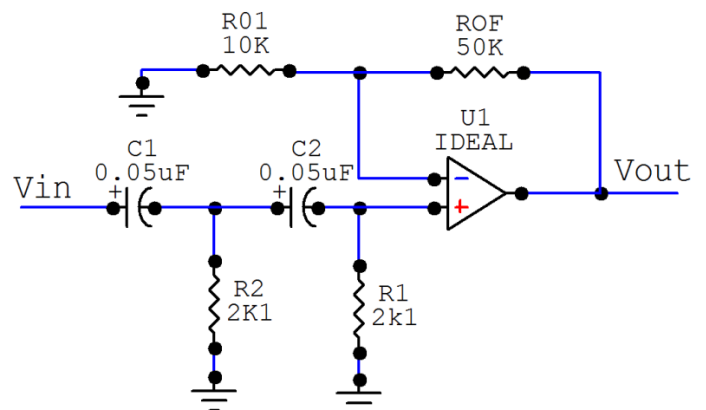 R01
10K
ROF
50K
U1
IDEAL
C1
0.05uF
C2
0.05uF
Vin
+
+
-
+
Vout
R2
2K1
R1
2k1